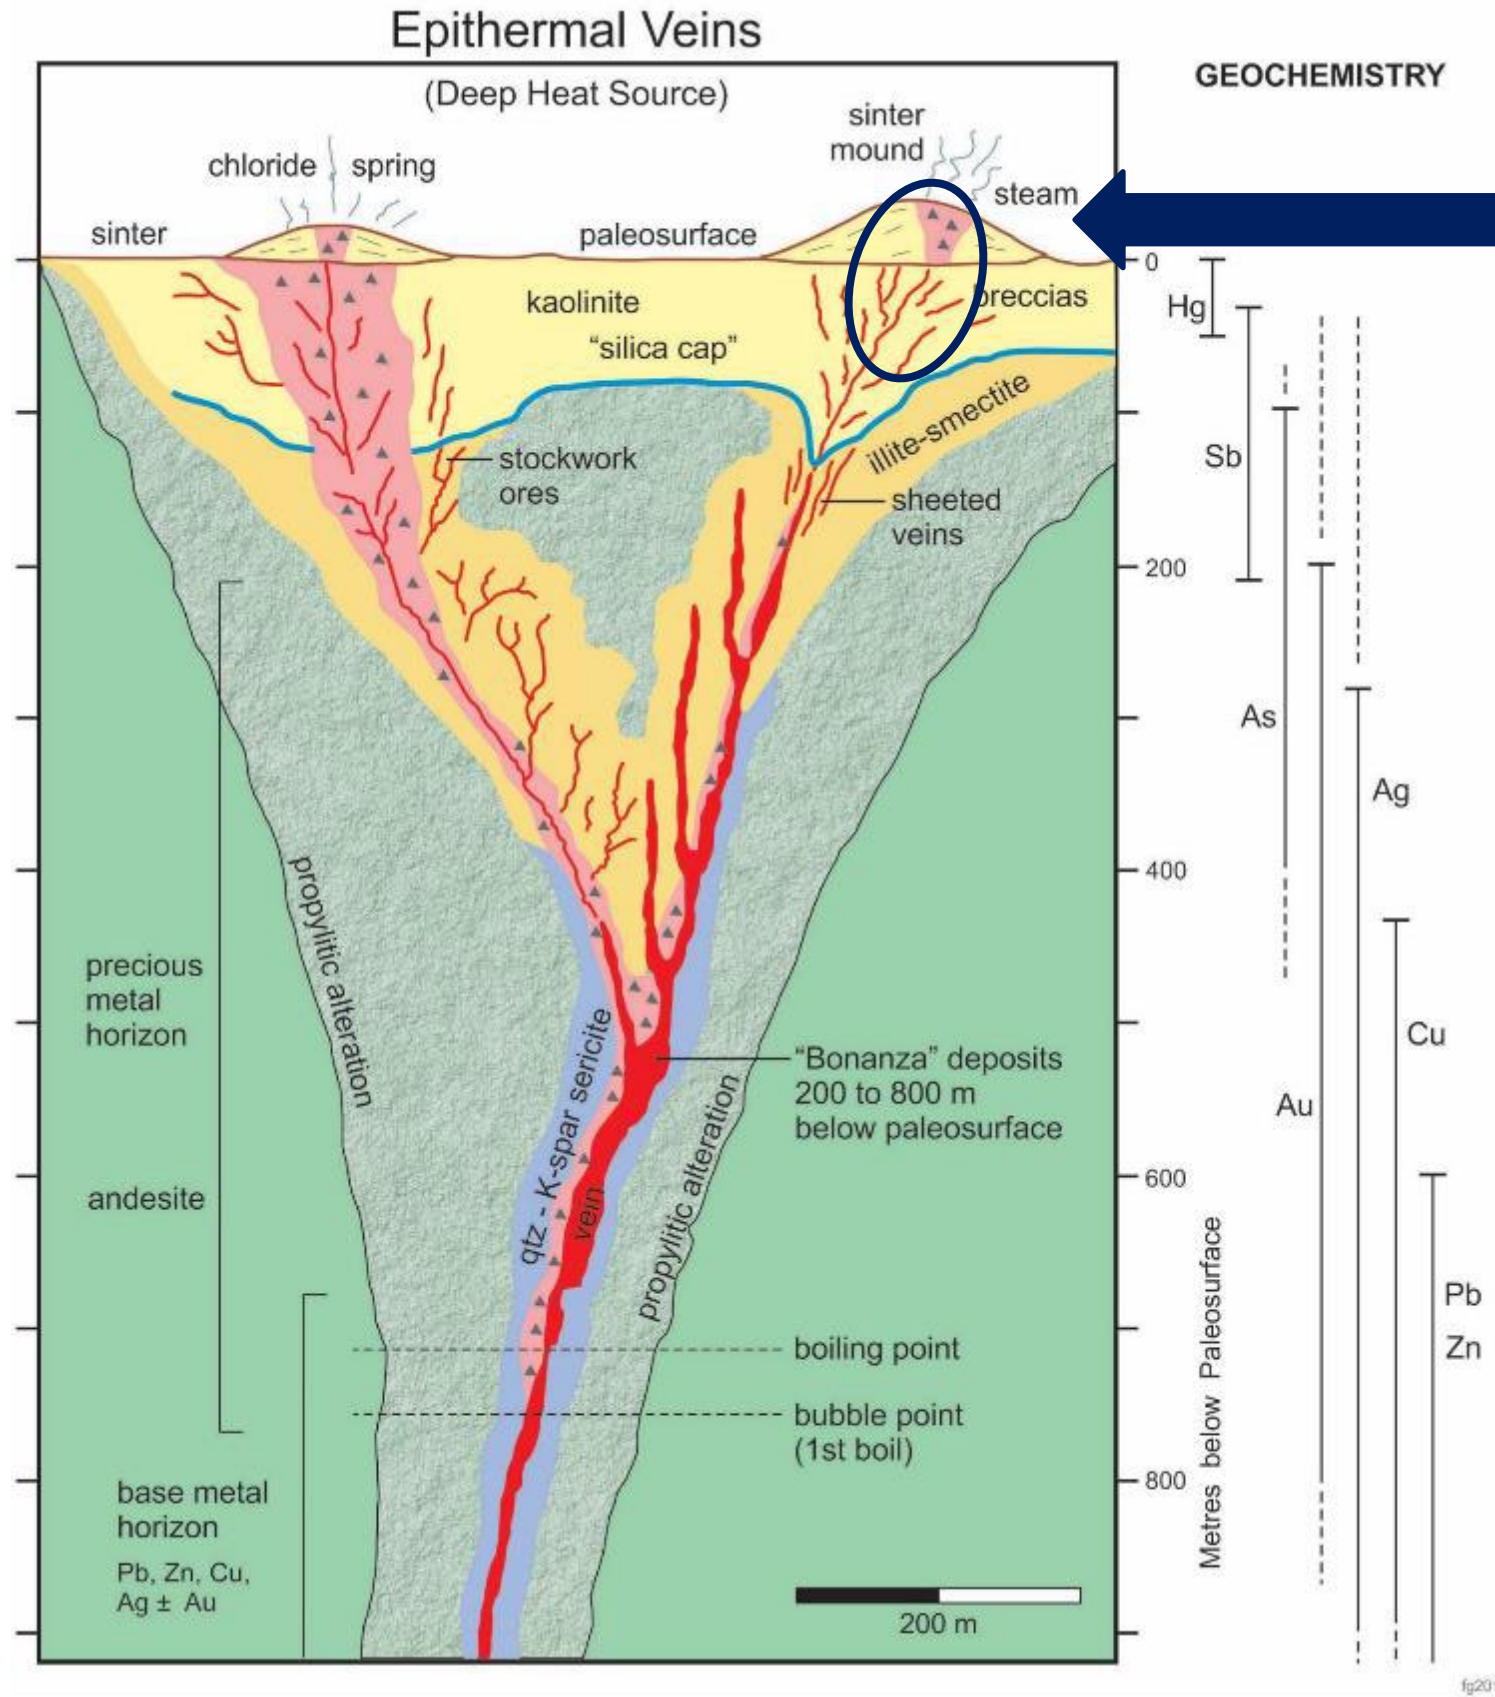 Epithermal Veins
(Deep Heat Source)
GEOCHEMISTRY
sinter
mound
chloride spring
steam
sinter
paleosurface
0
kaolinite
breccias
Hg
"silica cap"
illite-smectite
stockwork
ores
Sb
sheeted
veins
200
As
Ag
400
propylitic alteration
precious
metal
horizon
qtz - K-spar sericite
"Bonanza" deposits
200 to 800 m
below paleosurface
Cu
Au
propylitic alteration
andesite
vein
600
Metres below Paleosurface
Pb
Zn
boiling point
bubble point
(1st boil)
800
base metal
horizon
Pb, Zn, Cu,
Ag ± Au
200 m